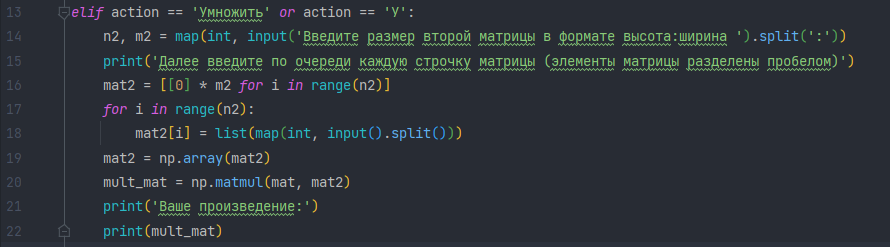 13 elif action == 'Умножить' or action == 'У':
14     n2, m2 = map(int, input('Введите размер второй матрицы в формате высота:ширина ').split(':'))
15     print('Далее введите по очереди каждую строчку матрицы (элементы матрицы разделены пробелом)')
16     mat2 = [[0] * m2 for i in range(n2)]
17     for i in range(n2):
18         mat2[i] = list(map(int, input().split()))
19     mat2 = np.array(mat2)
20     mult_mat = np.matmul(mat, mat2)
21     print('Ваше произведение:')
22     print(mult_mat)